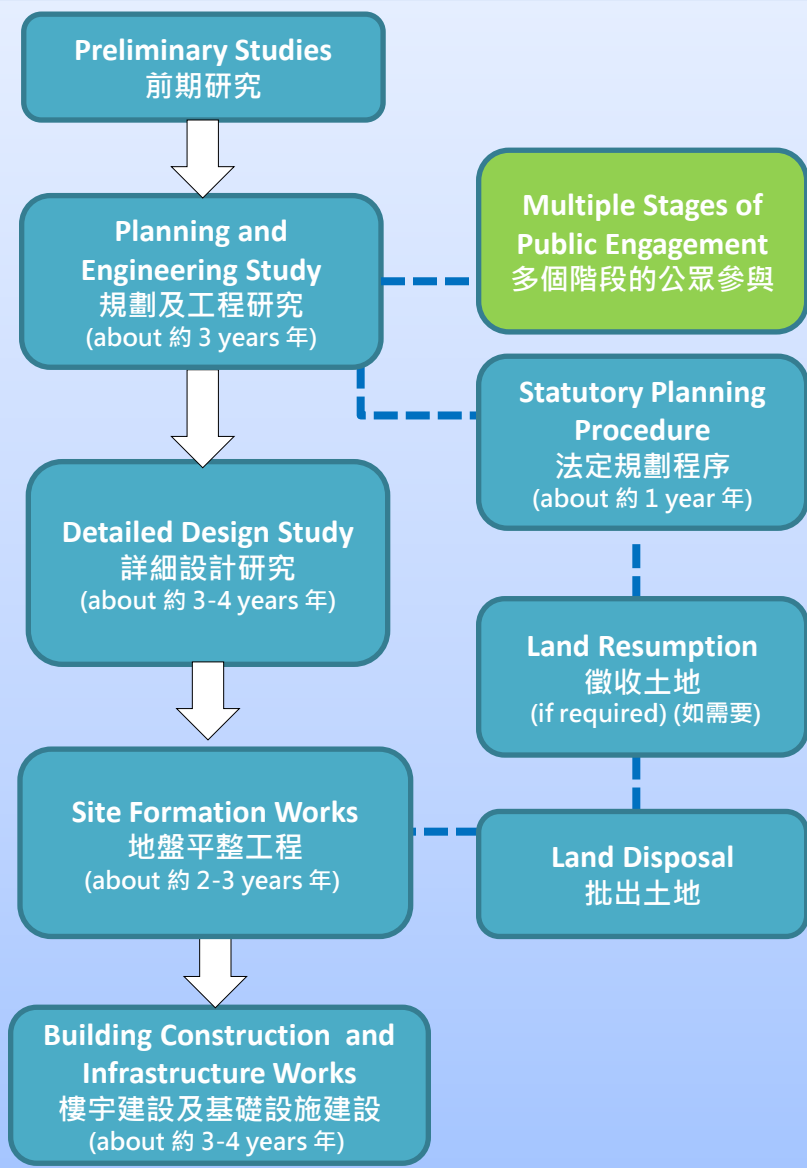 Preliminary Studies
前期研究
Planning and
Engineering Study
規劃及工程研究
(about 約 3 years 年)
Multiple Stages of
Public Engagement
多個階段的公眾參與
Statutory Planning
Procedure
法定規劃程序
(about 約 1 year 年)
Detailed Design Study
詳細設計研究
(about 約 3-4 years 年)
Land Resumption
徵收土地
(if required) (如需要)
Site Formation Works
地盤平整工程
(about 約 2-3 years 年)
Land Disposal
批出土地
Building Construction and
Infrastructure Works
樓宇建設及基礎設施建設
(about 約 3-4 years 年)